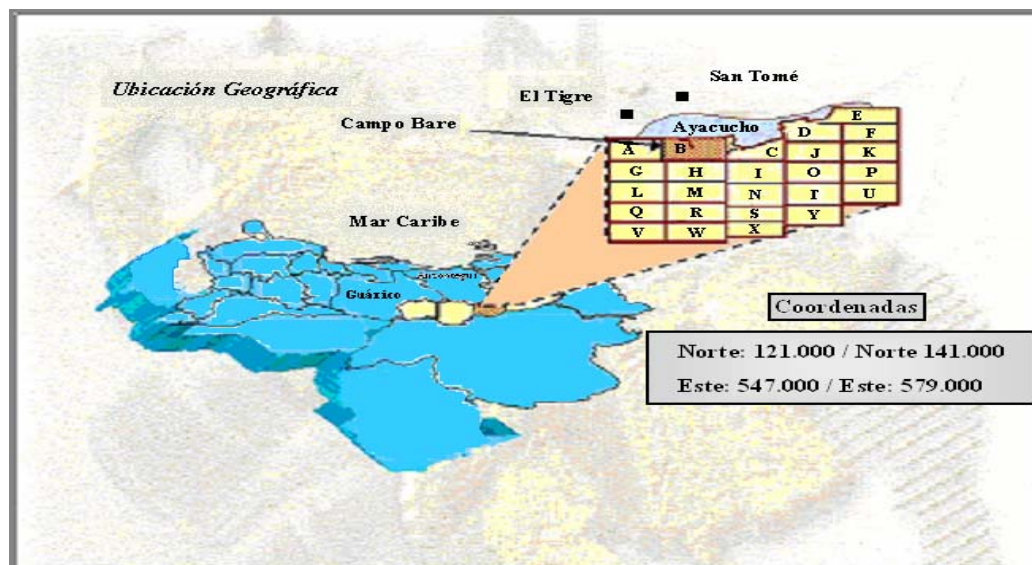 Ubicación Geográfica
San Tomé
El Tigre
Campo Bare
Ayacucho
E
D
F
A
B
C
J
K
G
H
I
O
P
L
M
N
T
U
Q
R
S
Y
V
W
X
Mar Caribe
Guárico
Coordenadas
Norte: 121.000 / Norte 141.000
Este: 547.000 / Este: 579.000